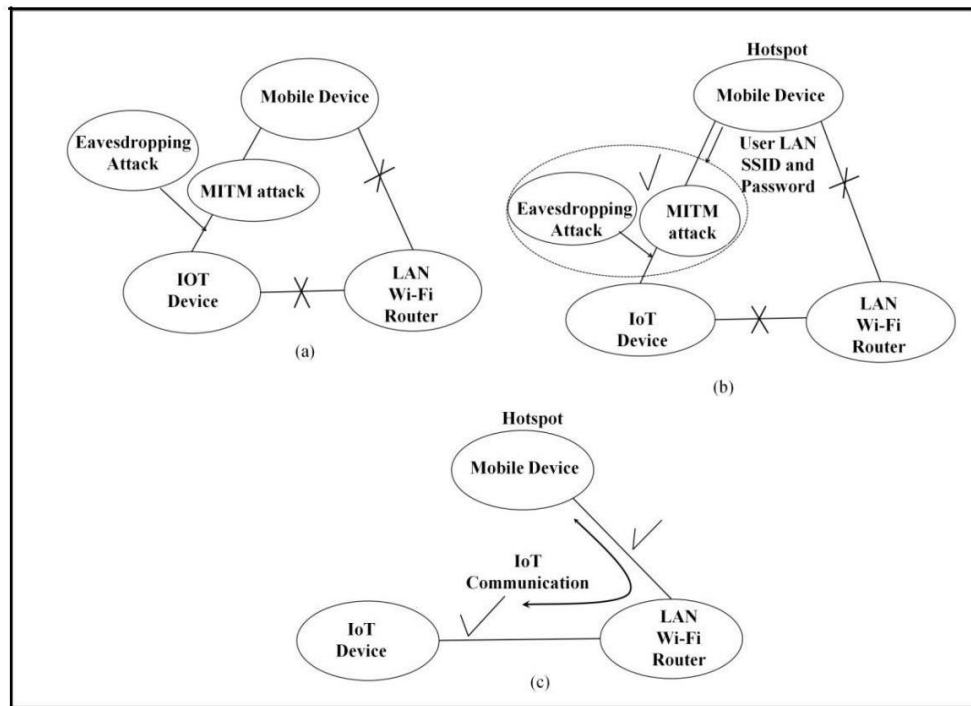 Mobile Device
Eavesdropping
Attack
MITM attack
IOT
Device
LAN
Wi-Fi
Router
(a)
Hotspot
Mobile Device
User LAN
SSID and
Password
Eavesdropping
Attack
MITM
attack
IoT
Device
LAN
Wi-Fi
Router
(b)
Hotspot
Mobile Device
IoT
Communication
IoT
Device
LAN
Wi-Fi
Router
(c)